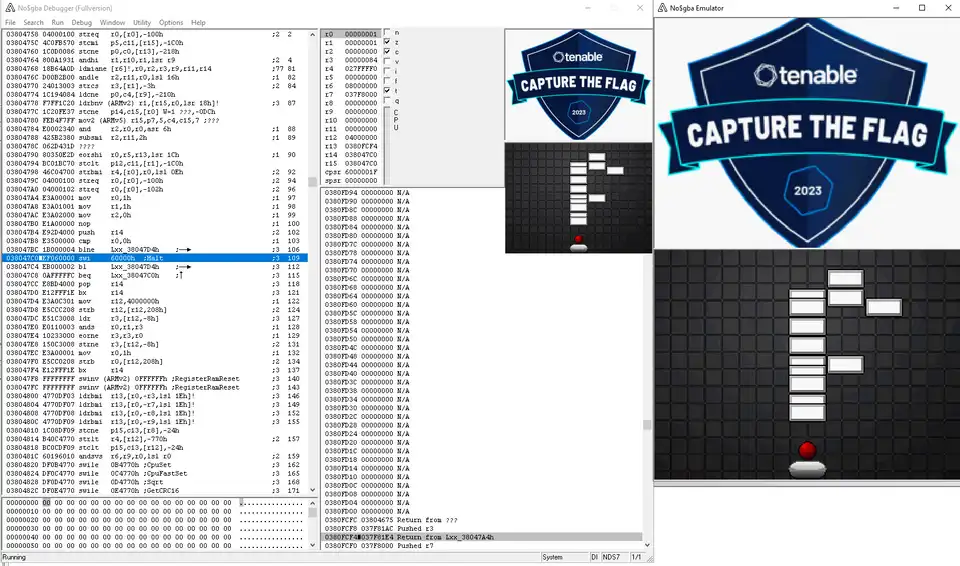 No$gba Debugger (Fullversion)
File Search Run Debug Window Utility Options Help
03804758 04000100 streq r0,[r0],-100h ;2 2
0380475C 4C0FB570 stcmi p5,c11,[r15],-1C0h
03804760 1C0D0086 stcne p0,c0,[r13],-218h
03804764 800A1931 andhi r1,r10,r1,lsr r9 ;2 4
03804768 18E64A0D ldmiane [r6]!,r0,r2,r3,r9,r11,r14 ;77 81
0380476C D00B2B00 andle r2,r11,r0,lsl 16h ;1 82
03804770 24013003 strcs r3,[r1],-3h ;2 84
03804774 1C194084 ldcne p0,c4,[r9],-210h
03804778 F7FF1C20 ldrbnv (ARMv2) r1,[r15,r0,lsr 18h]! ;3 87
0380477C 1C20FE37 stcne p14,c15,[r0] W=1 ???,-0DCh
03804780 FEB4F7FF mov2 (ARMv5) r15,p7,5,c4,c15,7 ;???
03804784 E0002340 and r2,r0,r0,asr 6h ;1 88
03804788 425B2380 subsmi r2,r11,2h ;1 89
0380478C 062D431D ????
03804790 80350E2D eorshi r0,r5,r13,lsr 1Ch ;1 90
03804794 BC01BC70 stclt p12,c11,[r1],-1C0h
03804798 46C04700 strbmi r4,[r0],r0,lsl 0Eh ;2 92
0380479C 04000100 streq r0,[r0],-100h ;2 94
038047A0 04000102 streq r0,[r0],-102h ;2 96
038047A4 E3A00001 mov r0,1h ;1 97
038047A8 E3A01001 mov r1,1h ;1 98
038047AC E3A02000 mov r2,0h ;1 99
038047B0 E1A00000 nop ;1 100
038047B4 E92D4000 push r14 ;2 102
038047B8 E3500000 cmp r0,0h ;1 103
038047BC 1B000004 blne Lxx_38047D4h ;→ ;3 106
038047C0 EF060000 swi 60000h ;Halt ;3 109
038047C4 EB000002 bl Lxx_38047D4h ;→ ;3 112
038047C8 0AFFFFFC beq Lxx_38047C0h ;↑ ;3 115
038047CC E8BD4000 pop r14 ;3 118
038047D0 E12FFF1E bx r14 ;3 121
038047D4 E3A0C301 mov r12,4000000h ;1 122
038047D8 E5CCC208 strb r12,[r12,208h] ;2 124
038047DC E51C3008 ldr r3,[r12,-8h] ;3 127
038047E0 E0110003 ands r0,r1,r3 ;1 128
038047E4 10233000 eorne r3,r3,r0 ;1 129
038047E8 150C3008 strne r3,[r12,-8h] ;2 131
038047EC E3A00001 mov r0,1h ;1 132
038047F0 E5CC0208 strb r0,[r12,208h] ;2 134
038047F4 E12FFF1E bx r14 ;3 137
038047F8 FFFFFFFF swinv (ARMv2) 0FFFFFFh ;RegisterRamReset ;3 140
038047FC FFFFFFFF swinv (ARMv2) 0FFFFFFh ;RegisterRamReset ;3 143
03804800 4770DF03 ldrbmi r13,[r0,-r3,lsl 1Eh]! ;3 146
03804804 4770DF07 ldrbmi r13,[r0,-r7,lsl 1Eh]! ;3 149
03804808 4770DF08 ldrbmi r13,[r0,-r8,lsl 1Eh]! ;3 152
0380480C 4770DF09 ldrbmi r13,[r0,-r9,lsl 1Eh]! ;3 155
03804810 1C08DF09 stcne p15,c13,[r8],-24h
03804814 B40C4770 strlt r4,[r12],-770h ;2 157
03804818 BC0CDF09 stclt p15,c13,[r12],-24h
0380481C 60196010 andsvs r6,r9,r0,lsl r0 ;2 159
03804820 DF0B4770 swile 0B4770h ;CpuSet ;3 162
03804824 DF0C4770 swile 0C4770h ;CpuFastSet ;3 165
03804828 DF0D4770 swile 0D4770h ;Sqrt ;3 168
0380482C DF0E4770 swile 0E4770h ;GetCRC16 ;3 171
00000000 00 00 00 00 00 00 00 00 00 00 00 00 00 00 00 00 ................
00000010 00 00 00 00 00 00 00 00 00 00 00 00 00 00 00 00 ................
00000020 00 00 00 00 00 00 00 00 00 00 00 00 00 00 00 00 ................
00000030 00 00 00 00 00 00 00 00 00 00 00 00 00 00 00 00 ................
00000040 00 00 00 00 00 00 00 00 00 00 00 00 00 00 00 00 ................
00000050 00 00 00 00 00 00 00 00 00 00 00 00 00 00 00 00 ................
Running
r0 00000001 n
r1 00000001 z
r2 00000000 c
r3 00000084 v
r4 027FFFF0 i
r5 00000000 f
r6 08000000 t
r7 037F8000 q
r8 00000000
r9 00000000 C
r10 00000000 P
r11 00000000 U
r12 04000000
r13 0380FCF4
r14 038047C0
r15 038047C0
cpsr 6000001F
spsr 00000000
0380FD94 00000000 N/A
0380FD90 00000000 N/A
0380FD8C 00000000 N/A
0380FD88 00000000 N/A
0380FD84 00000000 N/A
0380FD80 00000000 N/A
0380FD7C 00000000 N/A
0380FD78 00000000 N/A
0380FD74 00000000 N/A
0380FD70 00000000 N/A
0380FD6C 00000000 N/A
0380FD68 00000000 N/A
0380FD64 00000000 N/A
0380FD60 00000000 N/A
0380FD5C 00000000 N/A
0380FD58 00000000 N/A
0380FD54 00000000 N/A
0380FD50 00000000 N/A
0380FD4C 00000000 N/A
0380FD48 00000000 N/A
0380FD44 00000000 N/A
0380FD40 00000000 N/A
0380FD3C 00000000 N/A
0380FD38 00000000 N/A
0380FD34 00000000 N/A
0380FD30 00000000 N/A
0380FD2C 00000000 N/A
0380FD28 00000000 N/A
0380FD24 00000000 N/A
0380FD20 00000000 N/A
0380FD1C 00000000 N/A
0380FD18 00000000 N/A
0380FD14 00000000 N/A
0380FD10 00000000 N/A
0380FD0C 00000000 N/A
0380FD08 00000000 N/A
0380FD04 00000000 N/A
0380FD00 00000000 N/A
0380FCFC 03804675 Return from ???
0380FCF8 037F81AC Pushed r3
0380FCF4 037F81E4 Return from Lxx_38047A4h
0380FCF0 037F8000 Pushed r7
System DI NDS7 1/1
tenable
CAPTURE THE FLAG
2023
No$gba Emulator
tenable
CAPTURE THE FLAG
2023